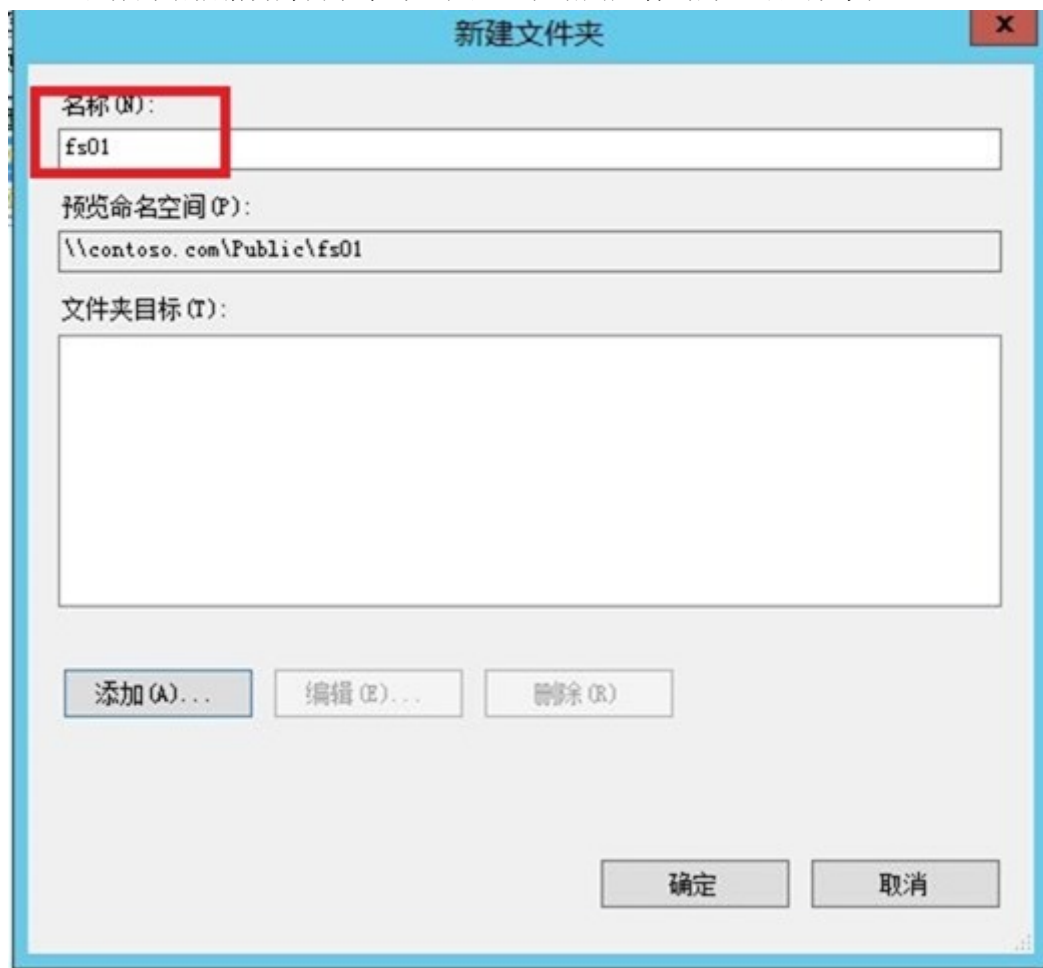 新建文件夹
x
名称(N):
fs01
预览命名空间(P):
\\contoso.com\Public\fs01
文件夹目标(T):
添加(A)... 编辑(E)... 删除(R)
确定 取消